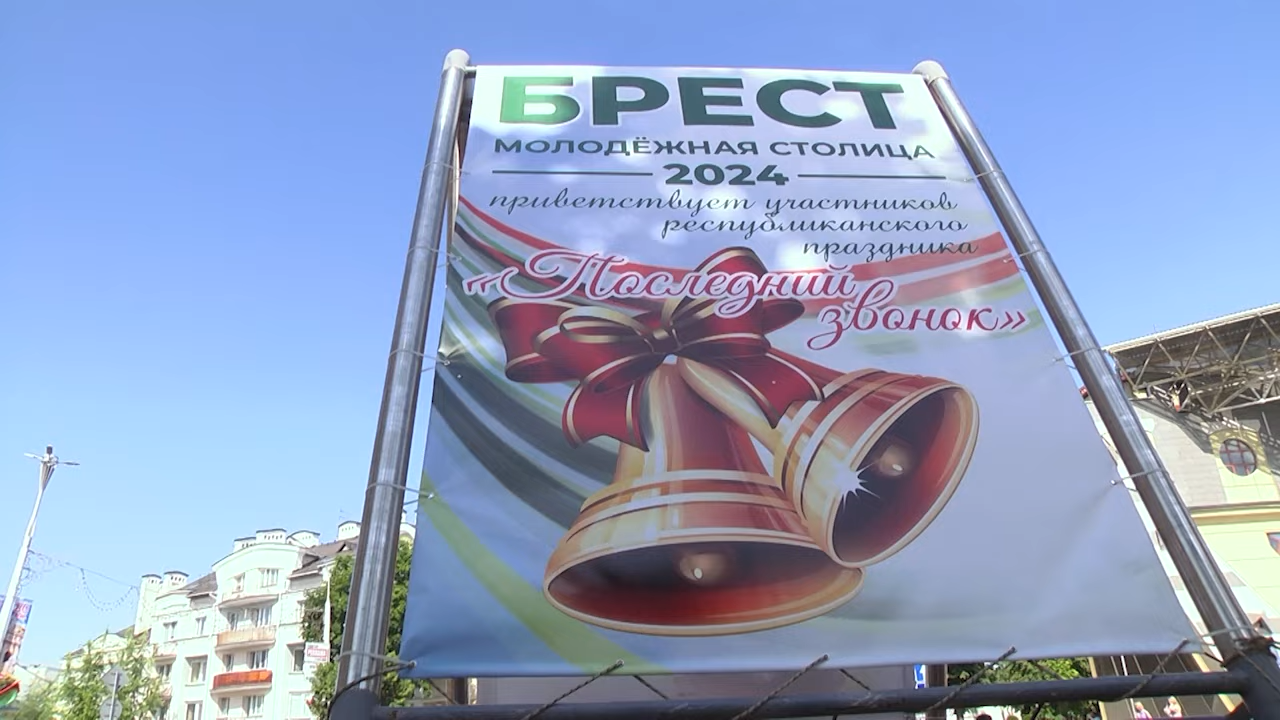 БРЕСТ
МОЛОДЁЖНАЯ СТОЛИЦА
2024
приветствует участников
республиканского
праздника
«Последний
звонок»